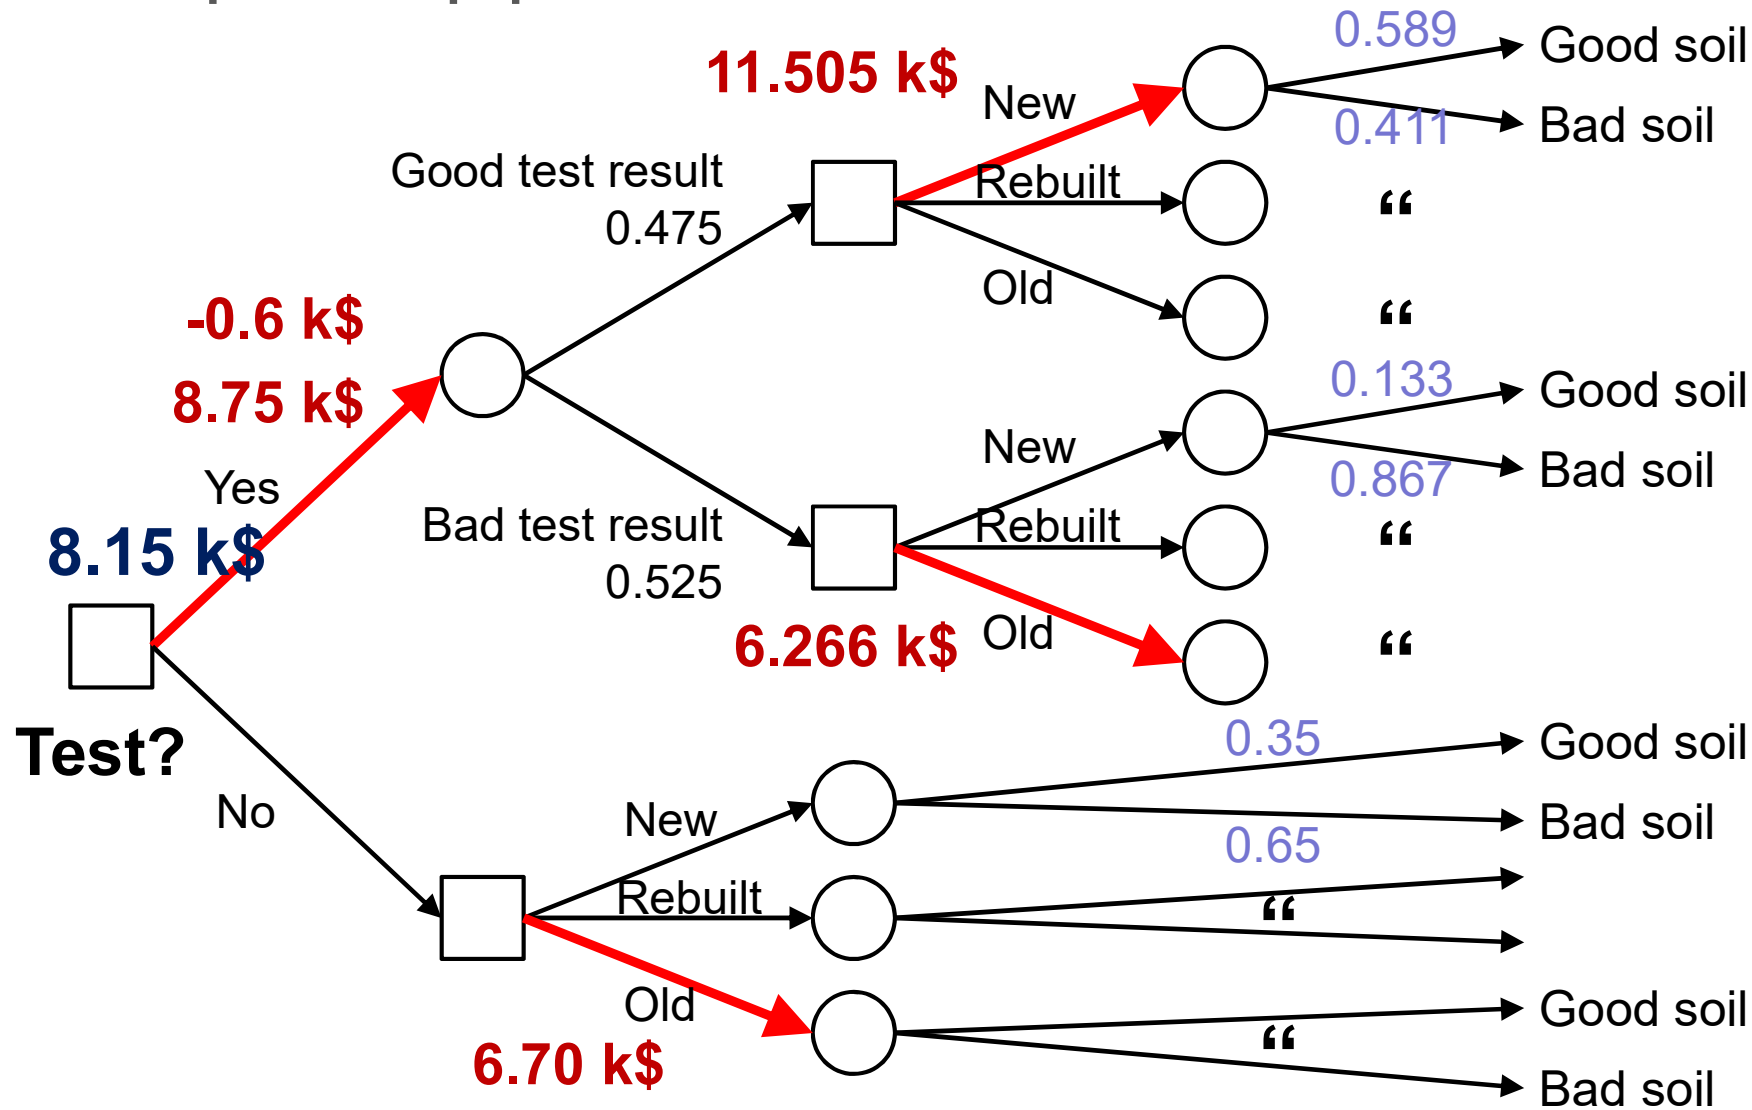 0.589
Good soil
11.505 k$
New
0.411
Bad soil
Good test result
Rebuilt
“
0.475
Old
“
-0.6 k$
0.133
Good soil
8.75 k$
New
0.867
Bad soil
Yes
Bad test result
Rebuilt
“
8.15 k$
0.525
6.266 k$
Old
“
Test?
0.35
Good soil
No
New
0.65
Bad soil
Rebuilt
“
Old
“
Good soil
6.70 k$
Bad soil